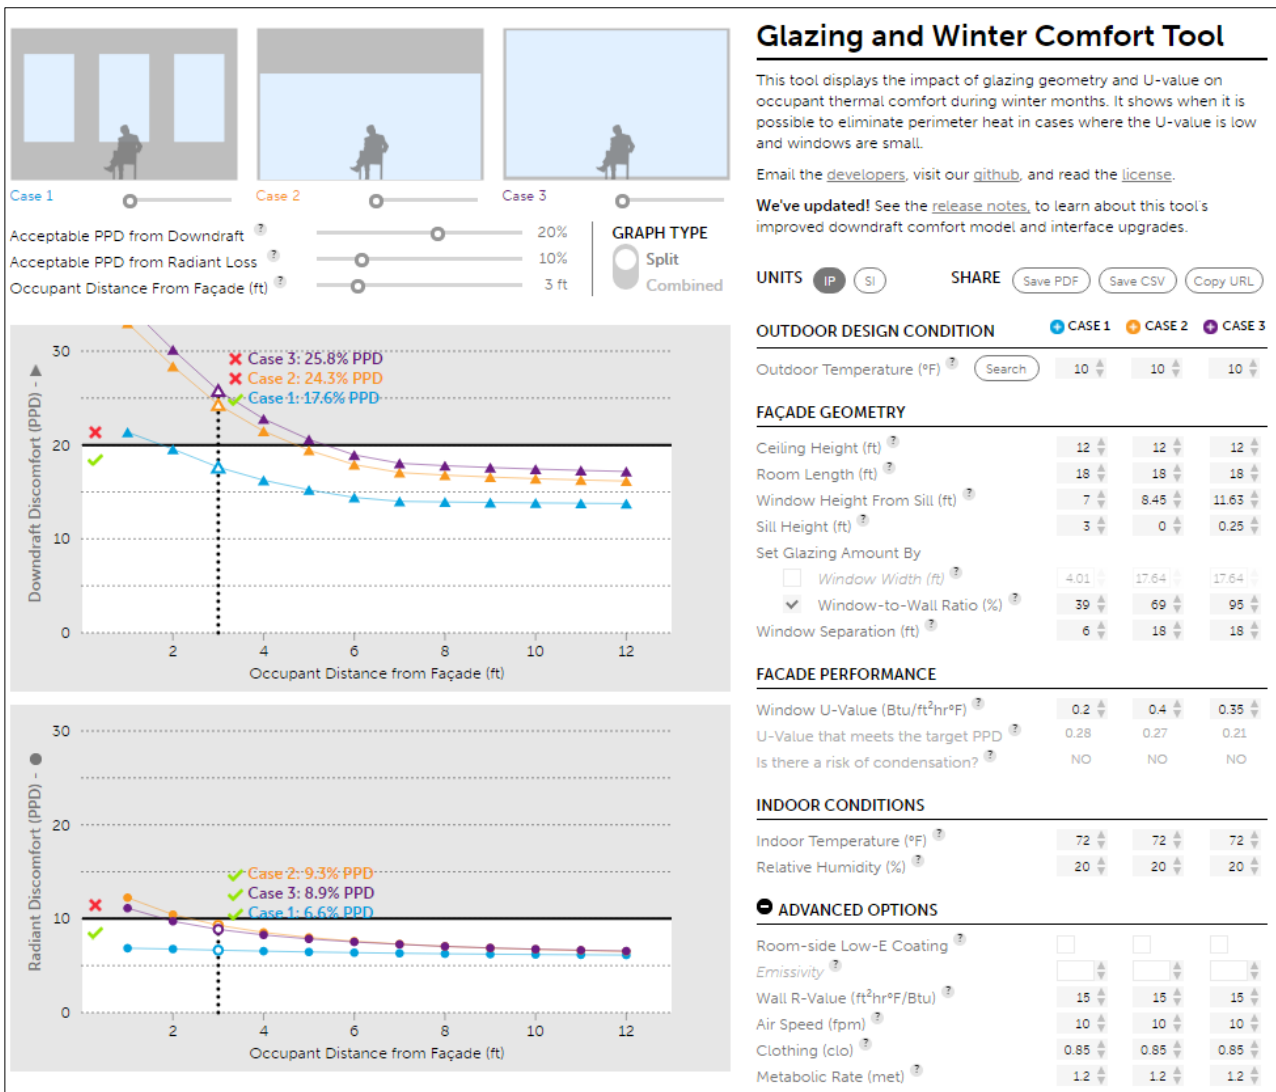 Case 1
Case 2
Case 3
Acceptable PPD from Downdraft ? 20%
Acceptable PPD from Radiant Loss ? 10%
Occupant Distance From Façade (ft) ? 3 ft
GRAPH TYPE
Split
Combined
30
20
10
0
Downdraft Discomfort (PPD) -
Case 3: 25.8% PPD
Case 2: 24.3% PPD
Case 1: 17.6% PPD
2 4 6 8 10 12
Occupant Distance from Façade (ft)
30
20
10
0
Radiant Discomfort (PPD) -
Case 2: 9.3% PPD
Case 3: 8.9% PPD
Case 1: 6.6% PPD
2 4 6 8 10 12
Occupant Distance from Façade (ft)
Glazing and Winter Comfort Tool
This tool displays the impact of glazing geometry and U-value on
occupant thermal comfort during winter months. It shows when it is
possible to eliminate perimeter heat in cases where the U-value is low
and windows are small.
Email the developers, visit our github, and read the license.
We've updated! See the release notes, to learn about this tool's
improved downdraft comfort model and interface upgrades.
UNITS IP SI SHARE Save PDF Save CSV Copy URL
OUTDOOR DESIGN CONDITION CASE 1 CASE 2 CASE 3
Outdoor Temperature (ºF) ? Search 10 10 10
FAÇADE GEOMETRY
Ceiling Height (ft) ? 12 12 12
Room Length (ft) ? 18 18 18
Window Height From Sill (ft) ? 7 8.45 11.63
Sill Height (ft) ? 3 0 0.25
Set Glazing Amount By
Window Width (ft) ? 4.01 17.64 17.64
Window-to-Wall Ratio (%) ? 39 69 95
Window Separation (ft) ? 6 18 18
FACADE PERFORMANCE
Window U-Value (Btu/ft²hrºF) ? 0.2 0.4 0.35
U-Value that meets the target PPD ? 0.28 0.27 0.21
Is there a risk of condensation? ? NO NO NO
INDOOR CONDITIONS
Indoor Temperature (ºF) ? 72 72 72
Relative Humidity (%) ? 20 20 20
ADVANCED OPTIONS
Room-side Low-E Coating ?
Emissivity ?
Wall R-Value (ft²hrºF/Btu) ? 15 15 15
Air Speed (fpm) ? 10 10 10
Clothing (clo) ? 0.85 0.85 0.85
Metabolic Rate (met) ? 1.2 1.2 1.2